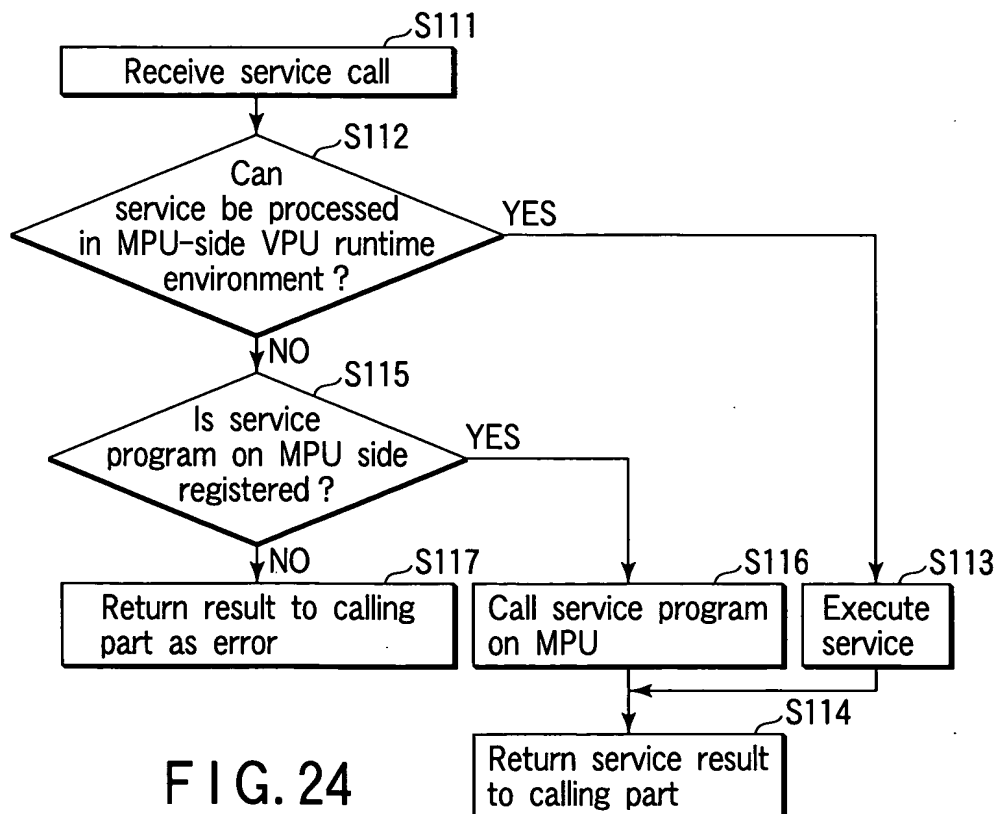 S111
Receive service call
S112
Can
service be processed
in MPU-side VPU runtime
environment ?
YES
NO
S115
Is service
program on MPU side
registered ?
YES
NO
S117
Return result to calling
part as error
S116
Call service program
on MPU
S113
Execute
service
S114
Return service result
to calling part
FIG. 24